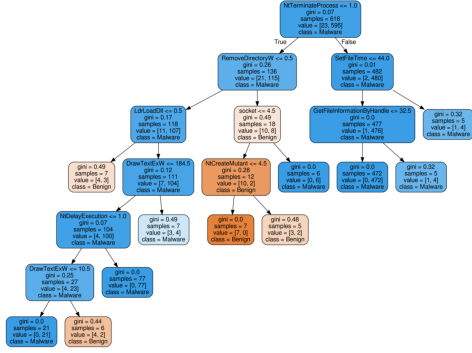 NtTerminateProcess <= 1.0
gini = 0.07
samples = 618
value = [23, 595]
class = Malware
True
False
RemoveDirectoryW <= 0.5
gini = 0.26
samples = 136
value = [21, 115]
class = Malware
SetFileTime <= 44.0
gini = 0.01
samples = 482
value = [2, 480]
class = Malware
LdrLoadDll <= 0.5
gini = 0.17
samples = 118
value = [11, 107]
class = Malware
socket <= 4.5
gini = 0.49
samples = 18
value = [10, 8]
class = Benign
GetFileInformationByHandle <= 32.5
gini = 0.0
samples = 477
value = [1, 476]
class = Malware
gini = 0.32
samples = 5
value = [1, 4]
class = Malware
gini = 0.49
samples = 7
value = [4, 3]
class = Benign
DrawTextExW <= 184.5
gini = 0.12
samples = 111
value = [7, 104]
class = Malware
NtCreateMutant <= 4.5
gini = 0.28
samples = 12
value = [10, 2]
class = Benign
gini = 0.0
samples = 6
value = [0, 6]
class = Malware
gini = 0.0
samples = 472
value = [0, 472]
class = Malware
gini = 0.32
samples = 5
value = [1, 4]
class = Malware
NtDelayExecution <= 1.0
gini = 0.07
samples = 104
value = [4, 100]
class = Malware
gini = 0.49
samples = 7
value = [3, 4]
class = Malware
gini = 0.0
samples = 7
value = [7, 0]
class = Benign
gini = 0.48
samples = 5
value = [3, 2]
class = Benign
DrawTextExW <= 10.5
gini = 0.25
samples = 27
value = [4, 23]
class = Malware
gini = 0.0
samples = 77
value = [0, 77]
class = Malware
gini = 0.0
samples = 21
value = [0, 21]
class = Malware
gini = 0.44
samples = 6
value = [4, 2]
class = Benign